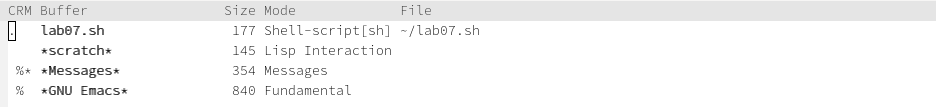 CRM Buffer                Size Mode             File
.   lab07.sh               177 Shell-script[sh] ~/lab07.sh
    *scratch*              145 Lisp Interaction
 %* *Messages*             354 Messages
 %  *GNU Emacs*            840 Fundamental